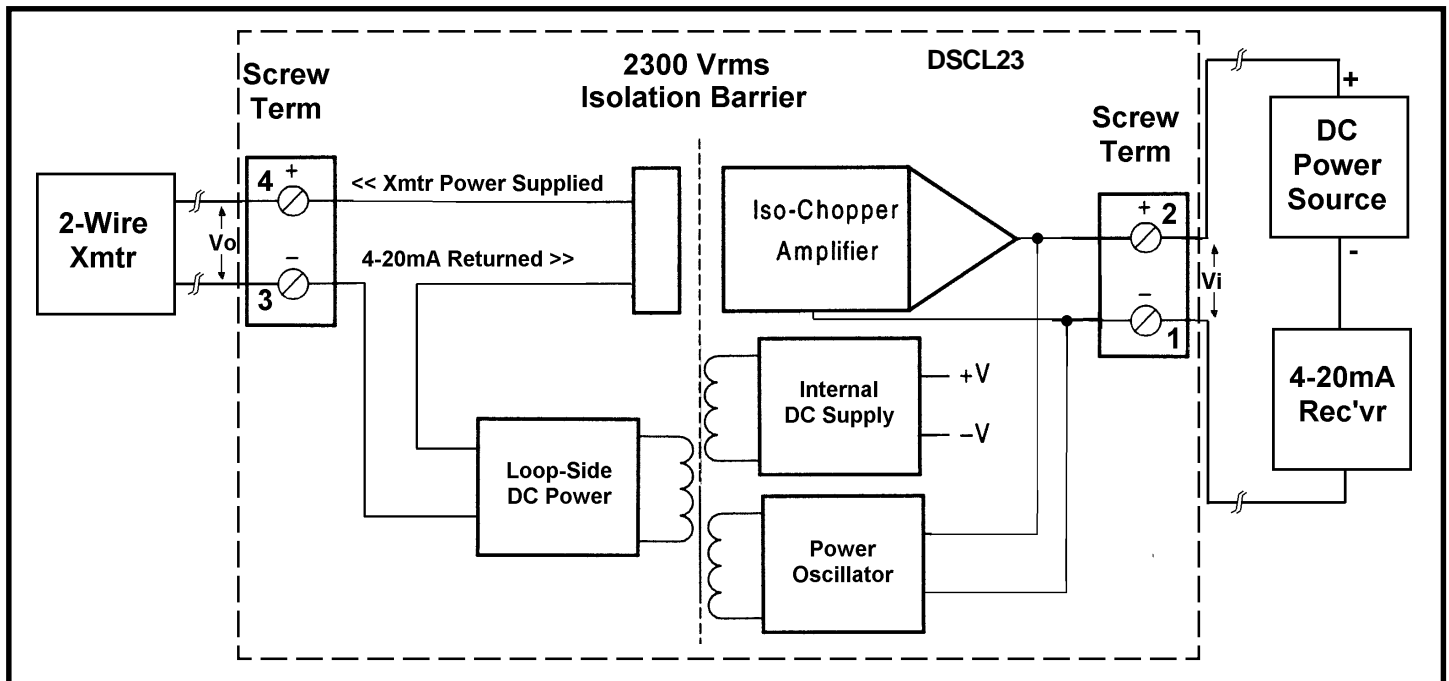 2300 Vrms
Isolation Barrier
DSCL23
Screw
Term
Screw
Term
2-Wire
Xmtr
Vo
4
+
−
3
<< Xmtr Power Supplied
4-20mA Returned >>
Iso-Chopper
Amplifier
+
2
−
1
Vi
+
DC
Power
Source
-
4-20mA
Rec'vr
Internal
DC Supply
+V
−V
Loop-Side
DC Power
Power
Oscillator